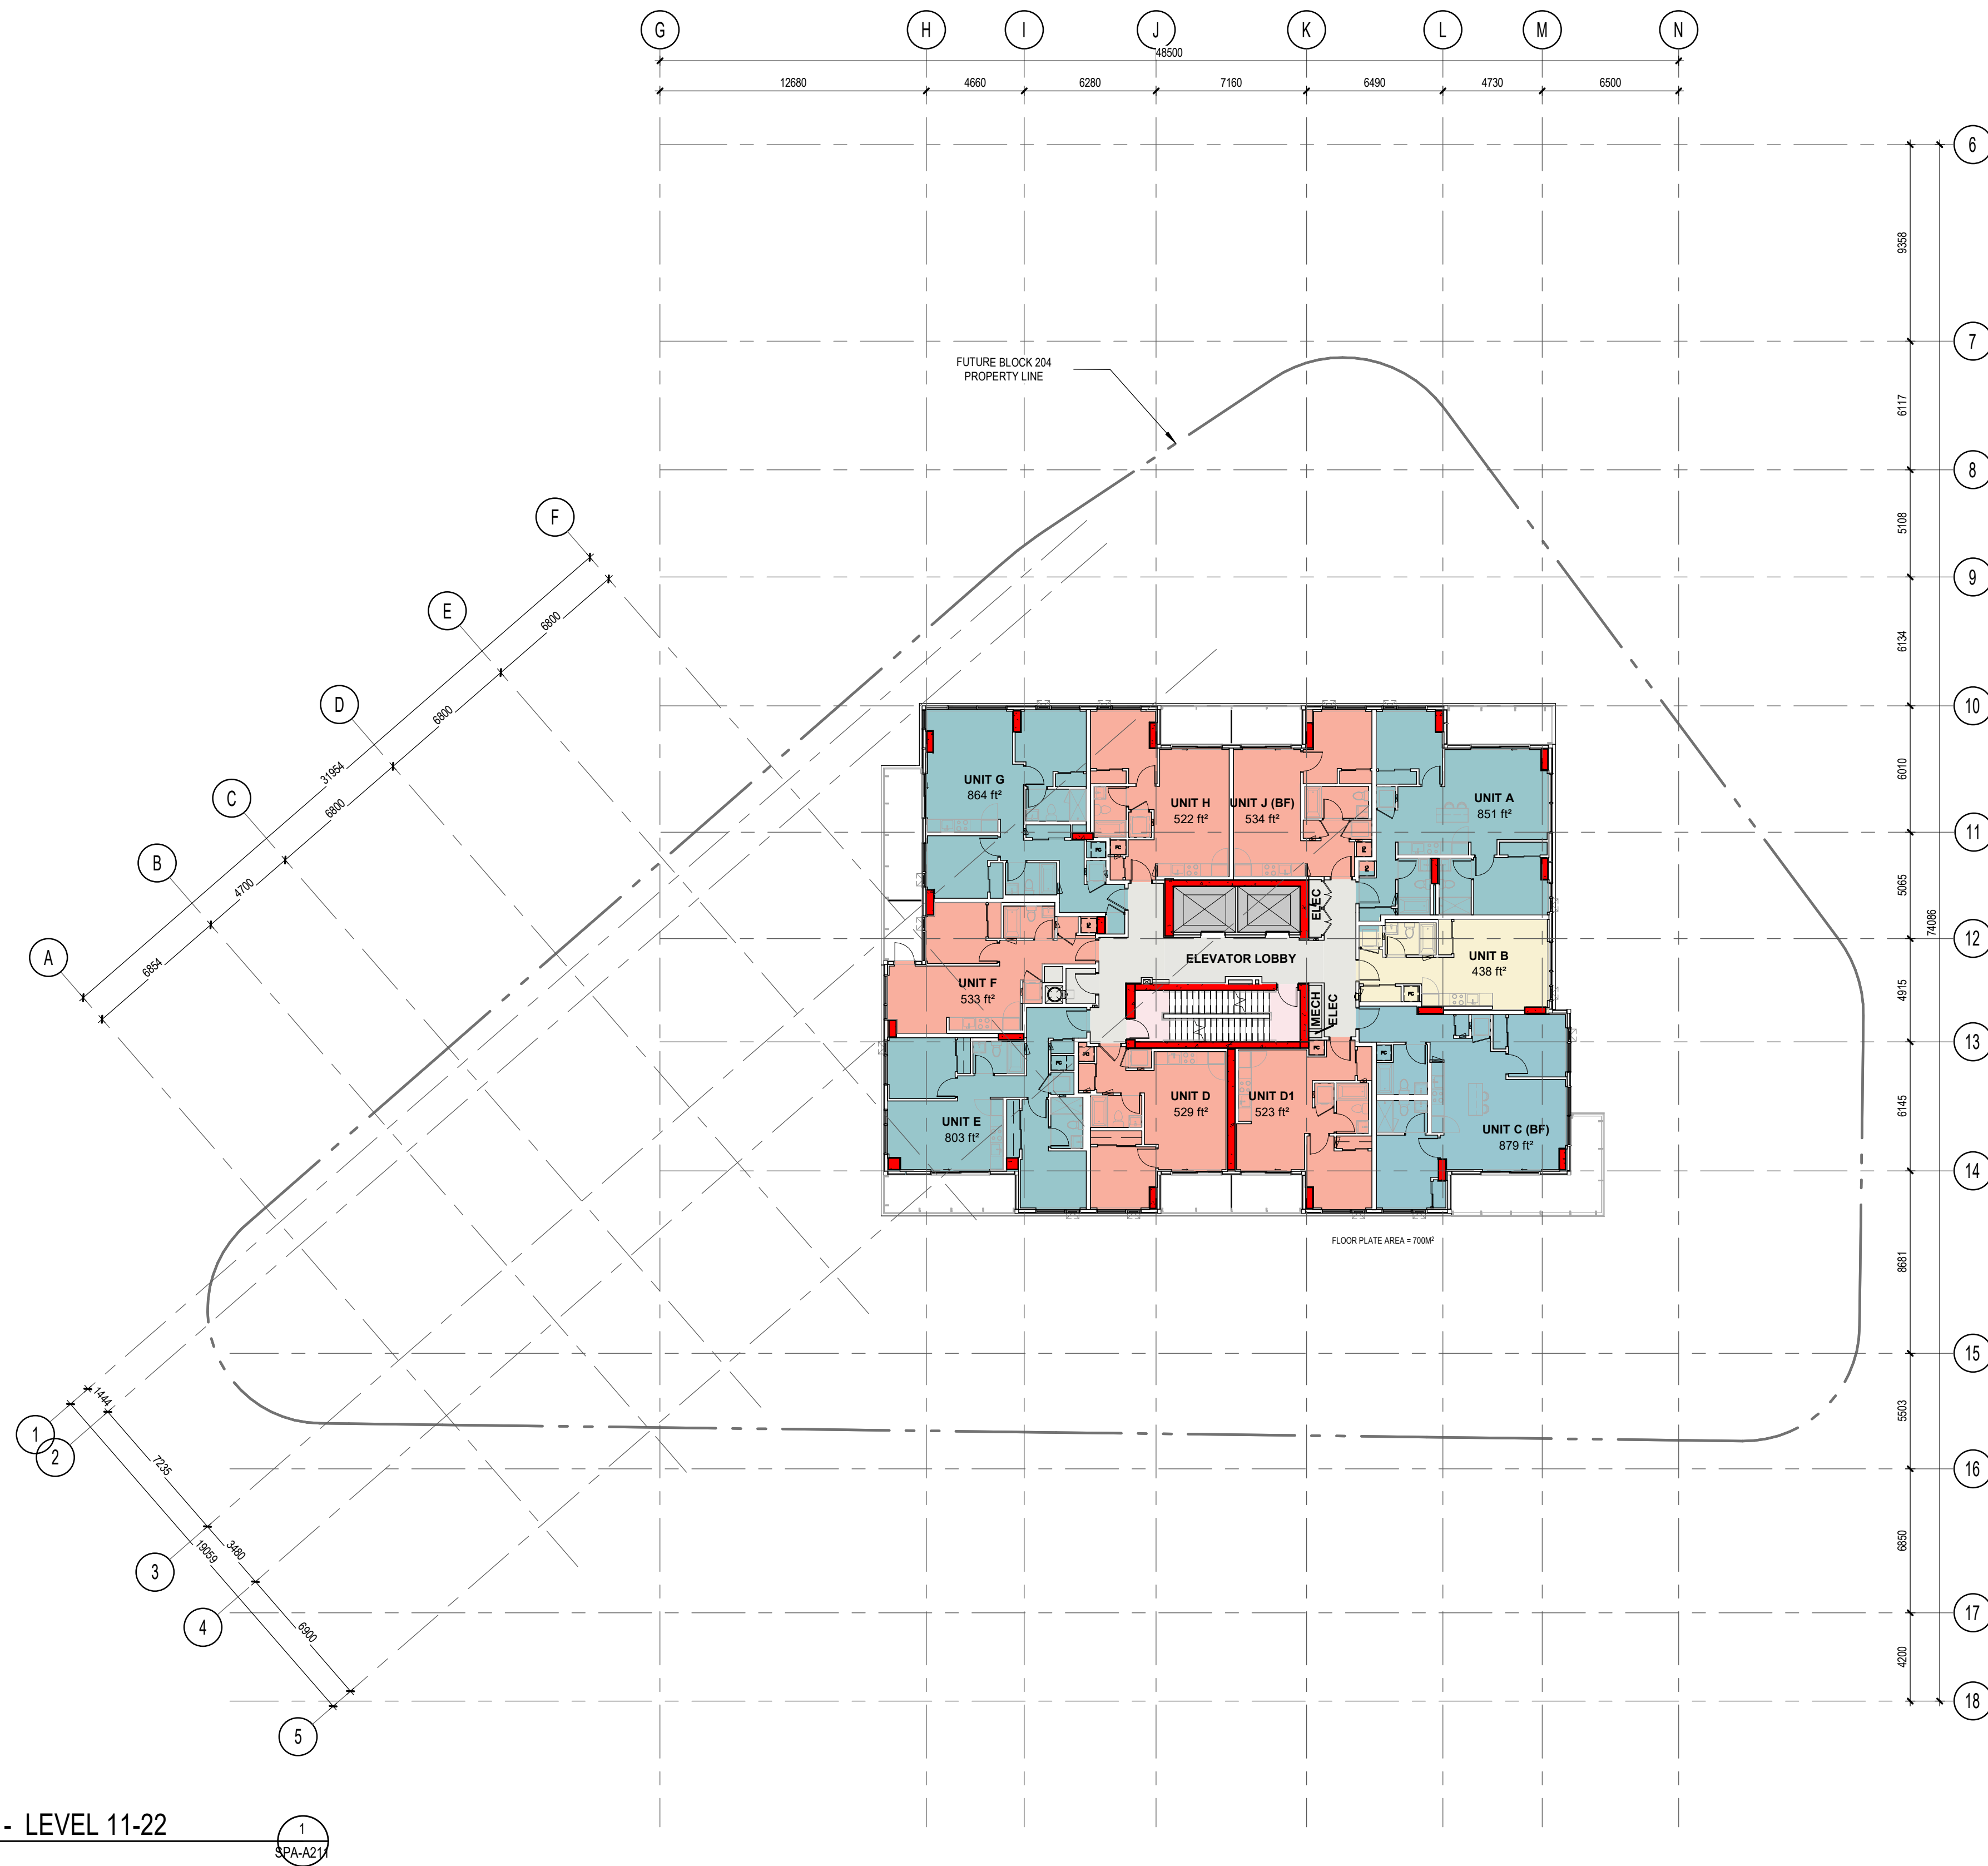 G
H
I
J
K
L
M
N
48500
12680
4660
6280
7160
6490
4730
6500
6
9358
7
FUTURE BLOCK 204
PROPERTY LINE
6117
8
5108
9
6134
10
6010
11
5065
12
74086
4915
13
6145
14
8681
15
5503
16
6850
17
4200
18
F
E
D
C
B
A
31954
6800
6800
6800
4700
6854
UNIT G
864 ft²
UNIT H
522 ft²
UNIT J (BF)
534 ft²
UNIT A
851 ft²
ELEC
ELEVATOR LOBBY
UNIT B
438 ft²
UNIT F
533 ft²
MECH
ELEC
UNIT E
803 ft²
UNIT D
529 ft²
UNIT D1
523 ft²
UNIT C (BF)
879 ft²
FLOOR PLATE AREA = 700M²
1
2
3
4
5
1444
7235
3480
19059
6900
- LEVEL 11-22
1
SPA-A211